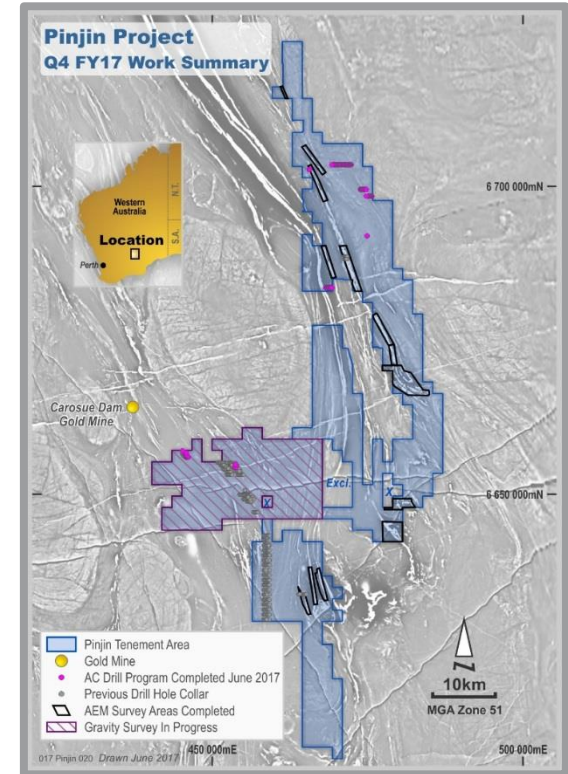 Pinjin Project
Q4 FY17 Work Summary
Western
Australia
N.T.
S.A.
Location
Perth
6 700 000mN
Carosue Dam
Gold Mine
Excl.
X
X
6 650 000mN
Pinjin Tenement Area
Gold Mine
AC Drill Program Completed June 2017
Previous Drill Hole Collar
AEM Survey Areas Completed
Gravity Survey In Progress
N
10km
MGA Zone 51
017 Pinjin 020 Drawn June 2017
450 000mE
500 000mE